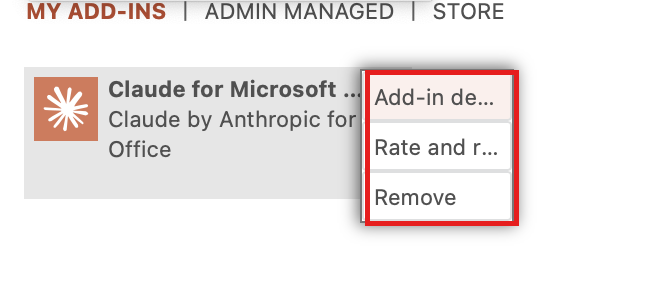 MY ADD-INS | ADMIN MANAGED | STORE
Claude for Microsoft ...
Claude by Anthropic for
Office
Add-in de...
Rate and r...
Remove